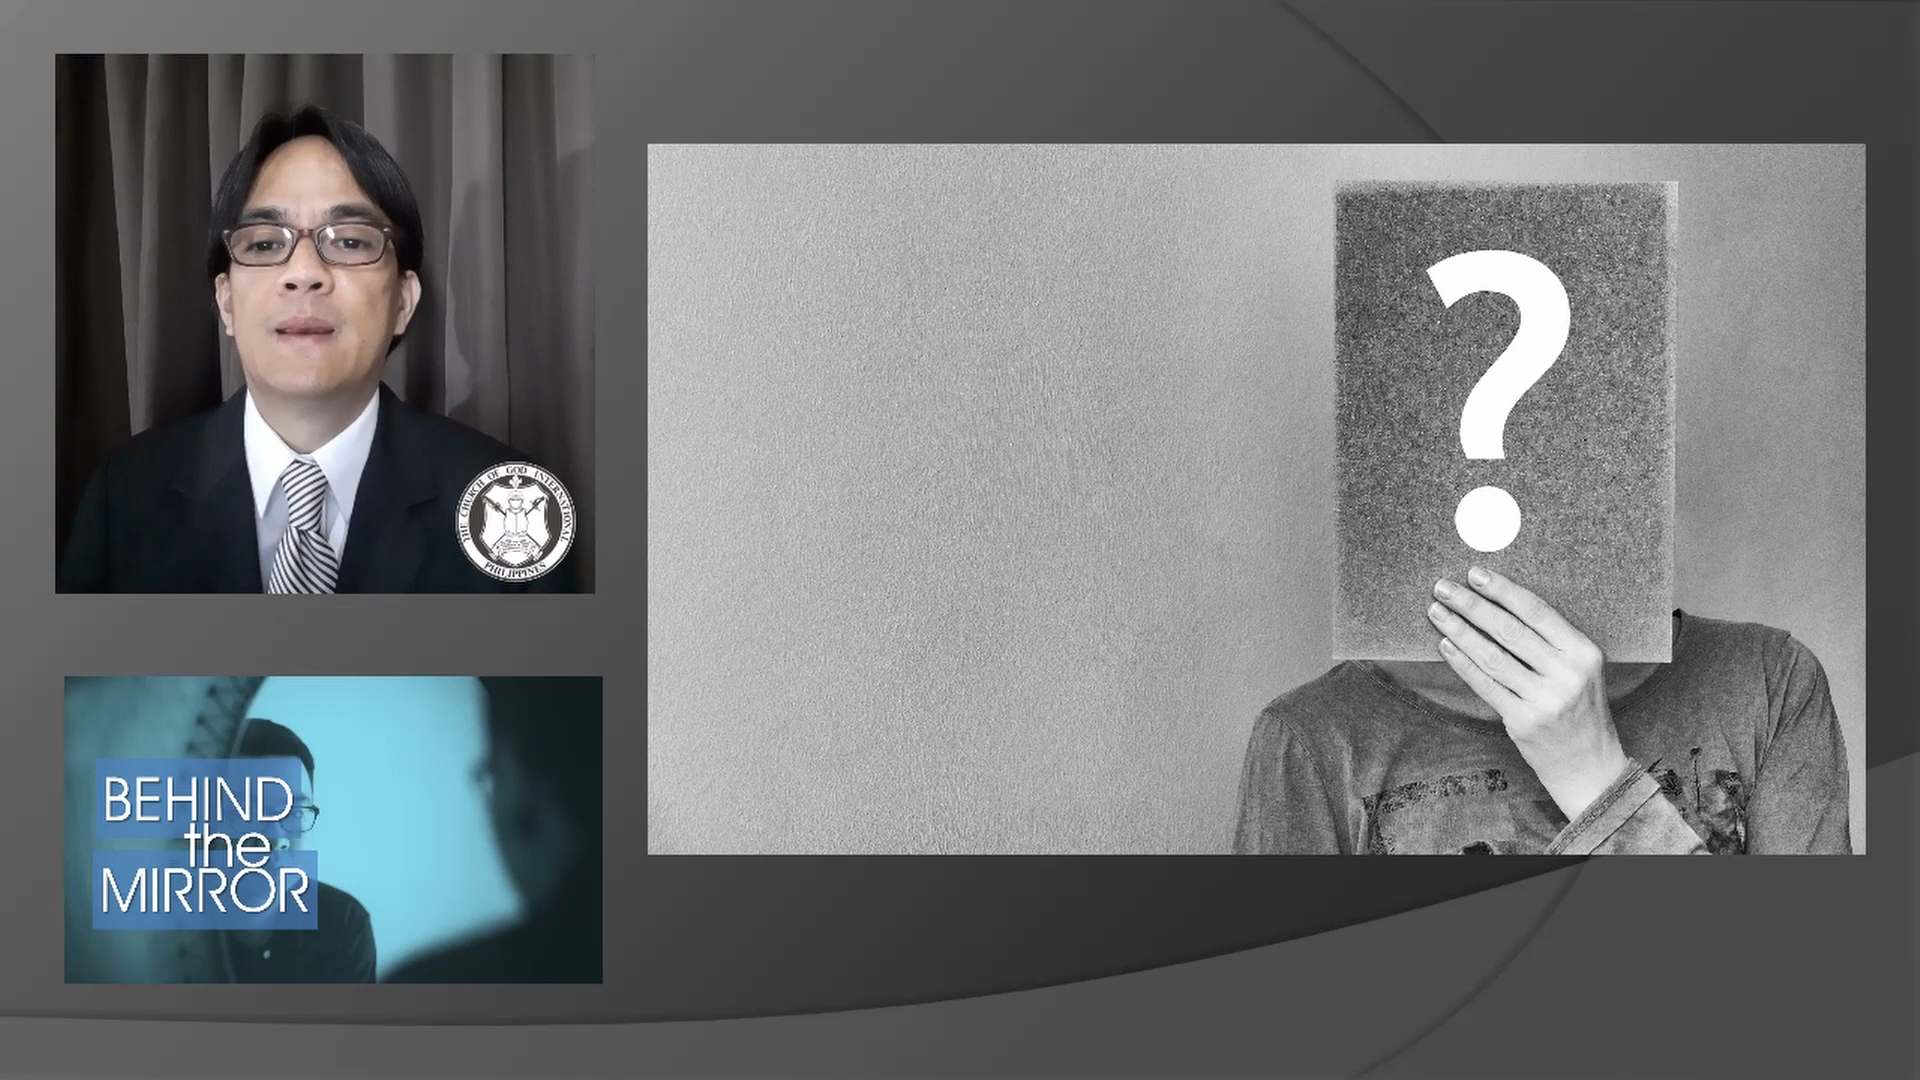 THE CHURCH OF GOD INTERNATIONAL
PHILIPPINES
?
BEHIND
the
MIRROR